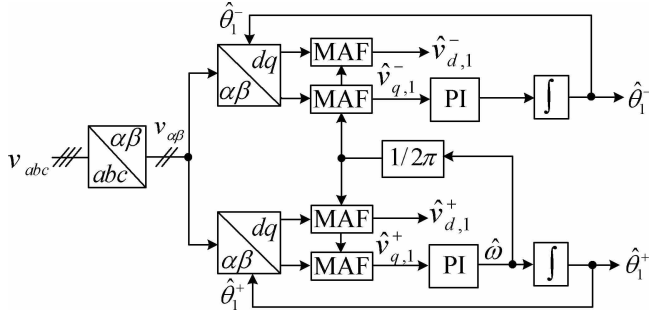 θ̂₁⁻
dq
αβ
MAF
v̂⁻d,1
MAF
v̂⁻q,1
PI
∫
θ̂₁⁻
v abc
αβ
abc
vαβ
1/2π
dq
αβ
MAF
v̂⁺d,1
MAF
v̂⁺q,1
PI
ω̂
∫
θ̂₁⁺
θ̂₁⁺